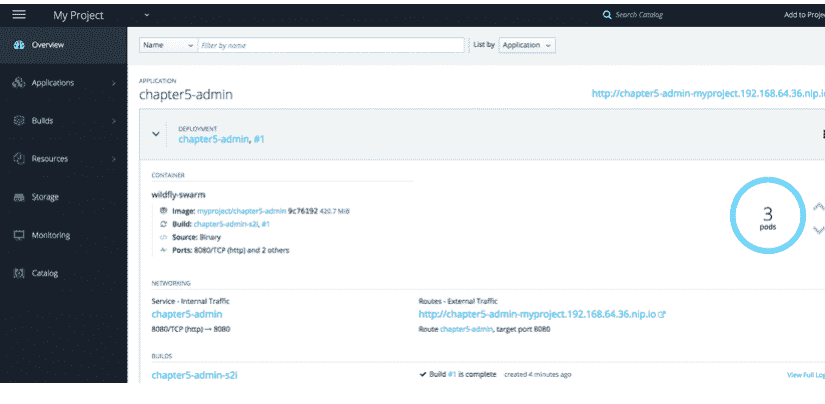 My Project
Search Catalog
Add to Proje
Overview
Name
Filter by name
List by
Application
Applications
Builds
Resources
Storage
Monitoring
Catalog
APPLICATION
chapter5-admin
http://chapter5-admin-myproject.192.168.64.36.nip.io
DEPLOYMENT
chapter5-admin, #1
CONTAINER
wildfly-swarm
Image: myproject/chapter5-admin 9c76192 420.7 MiB
Build: chapter5-admin-s2i, #1
Source: Binary
Ports: 8080/TCP (http) and 2 others
3
pods
NETWORKING
Service - Internal Traffic
chapter5-admin
8080/TCP (http) → 8080
Routes - External Traffic
http://chapter5-admin-myproject.192.168.64.36.nip.io
Route chapter5-admin, target port 8080
BUILDS
chapter5-admin-s2i
Build #1 is complete created 4 minutes ago
View Full Log